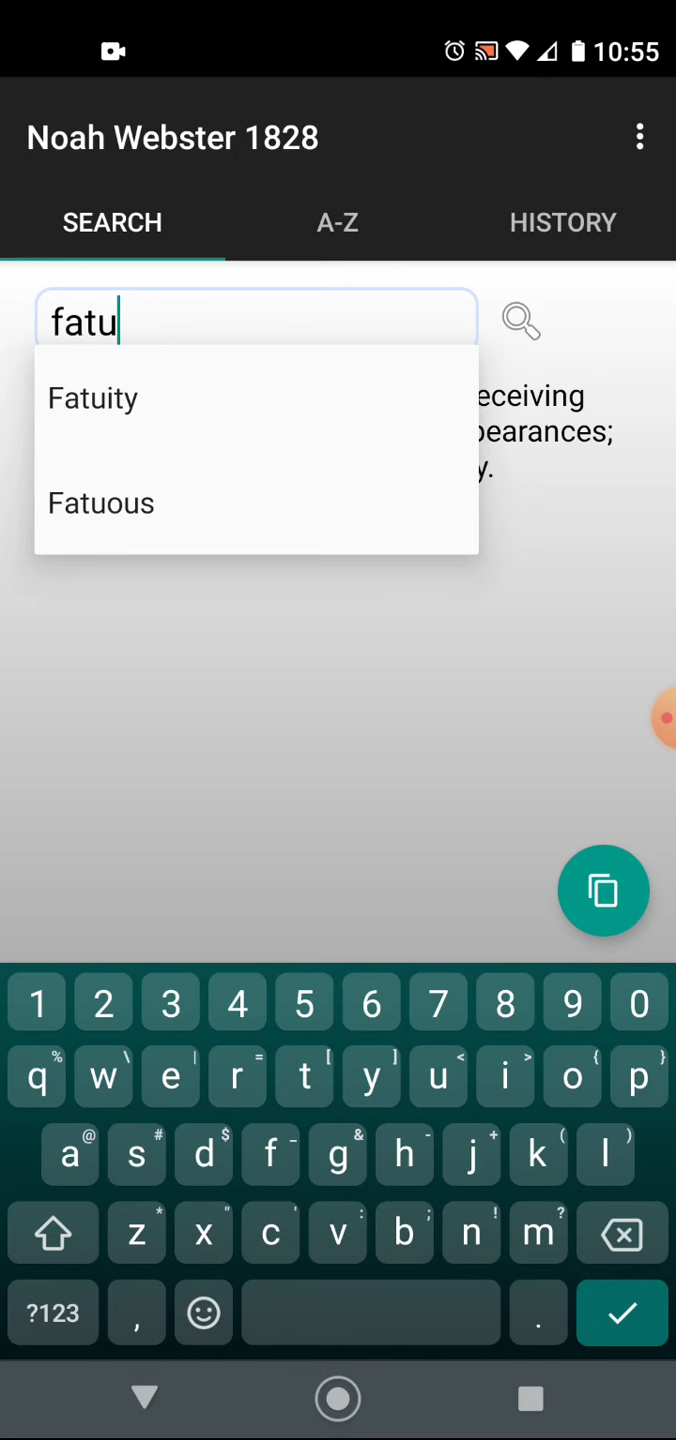 10:55
Noah Webster 1828
SEARCH A-Z HISTORY
fatu
Fatuity
Fatuous
eceiving
pearances;
y.
1 2 3 4 5 6 7 8 9 0
% \ | = [ ] < > { }
q w e r t y u i o p
@ # $ _ & - + ( )
a s d f g h j k l
* " ' : ; ! ?
z x c v b n m
?123 , .